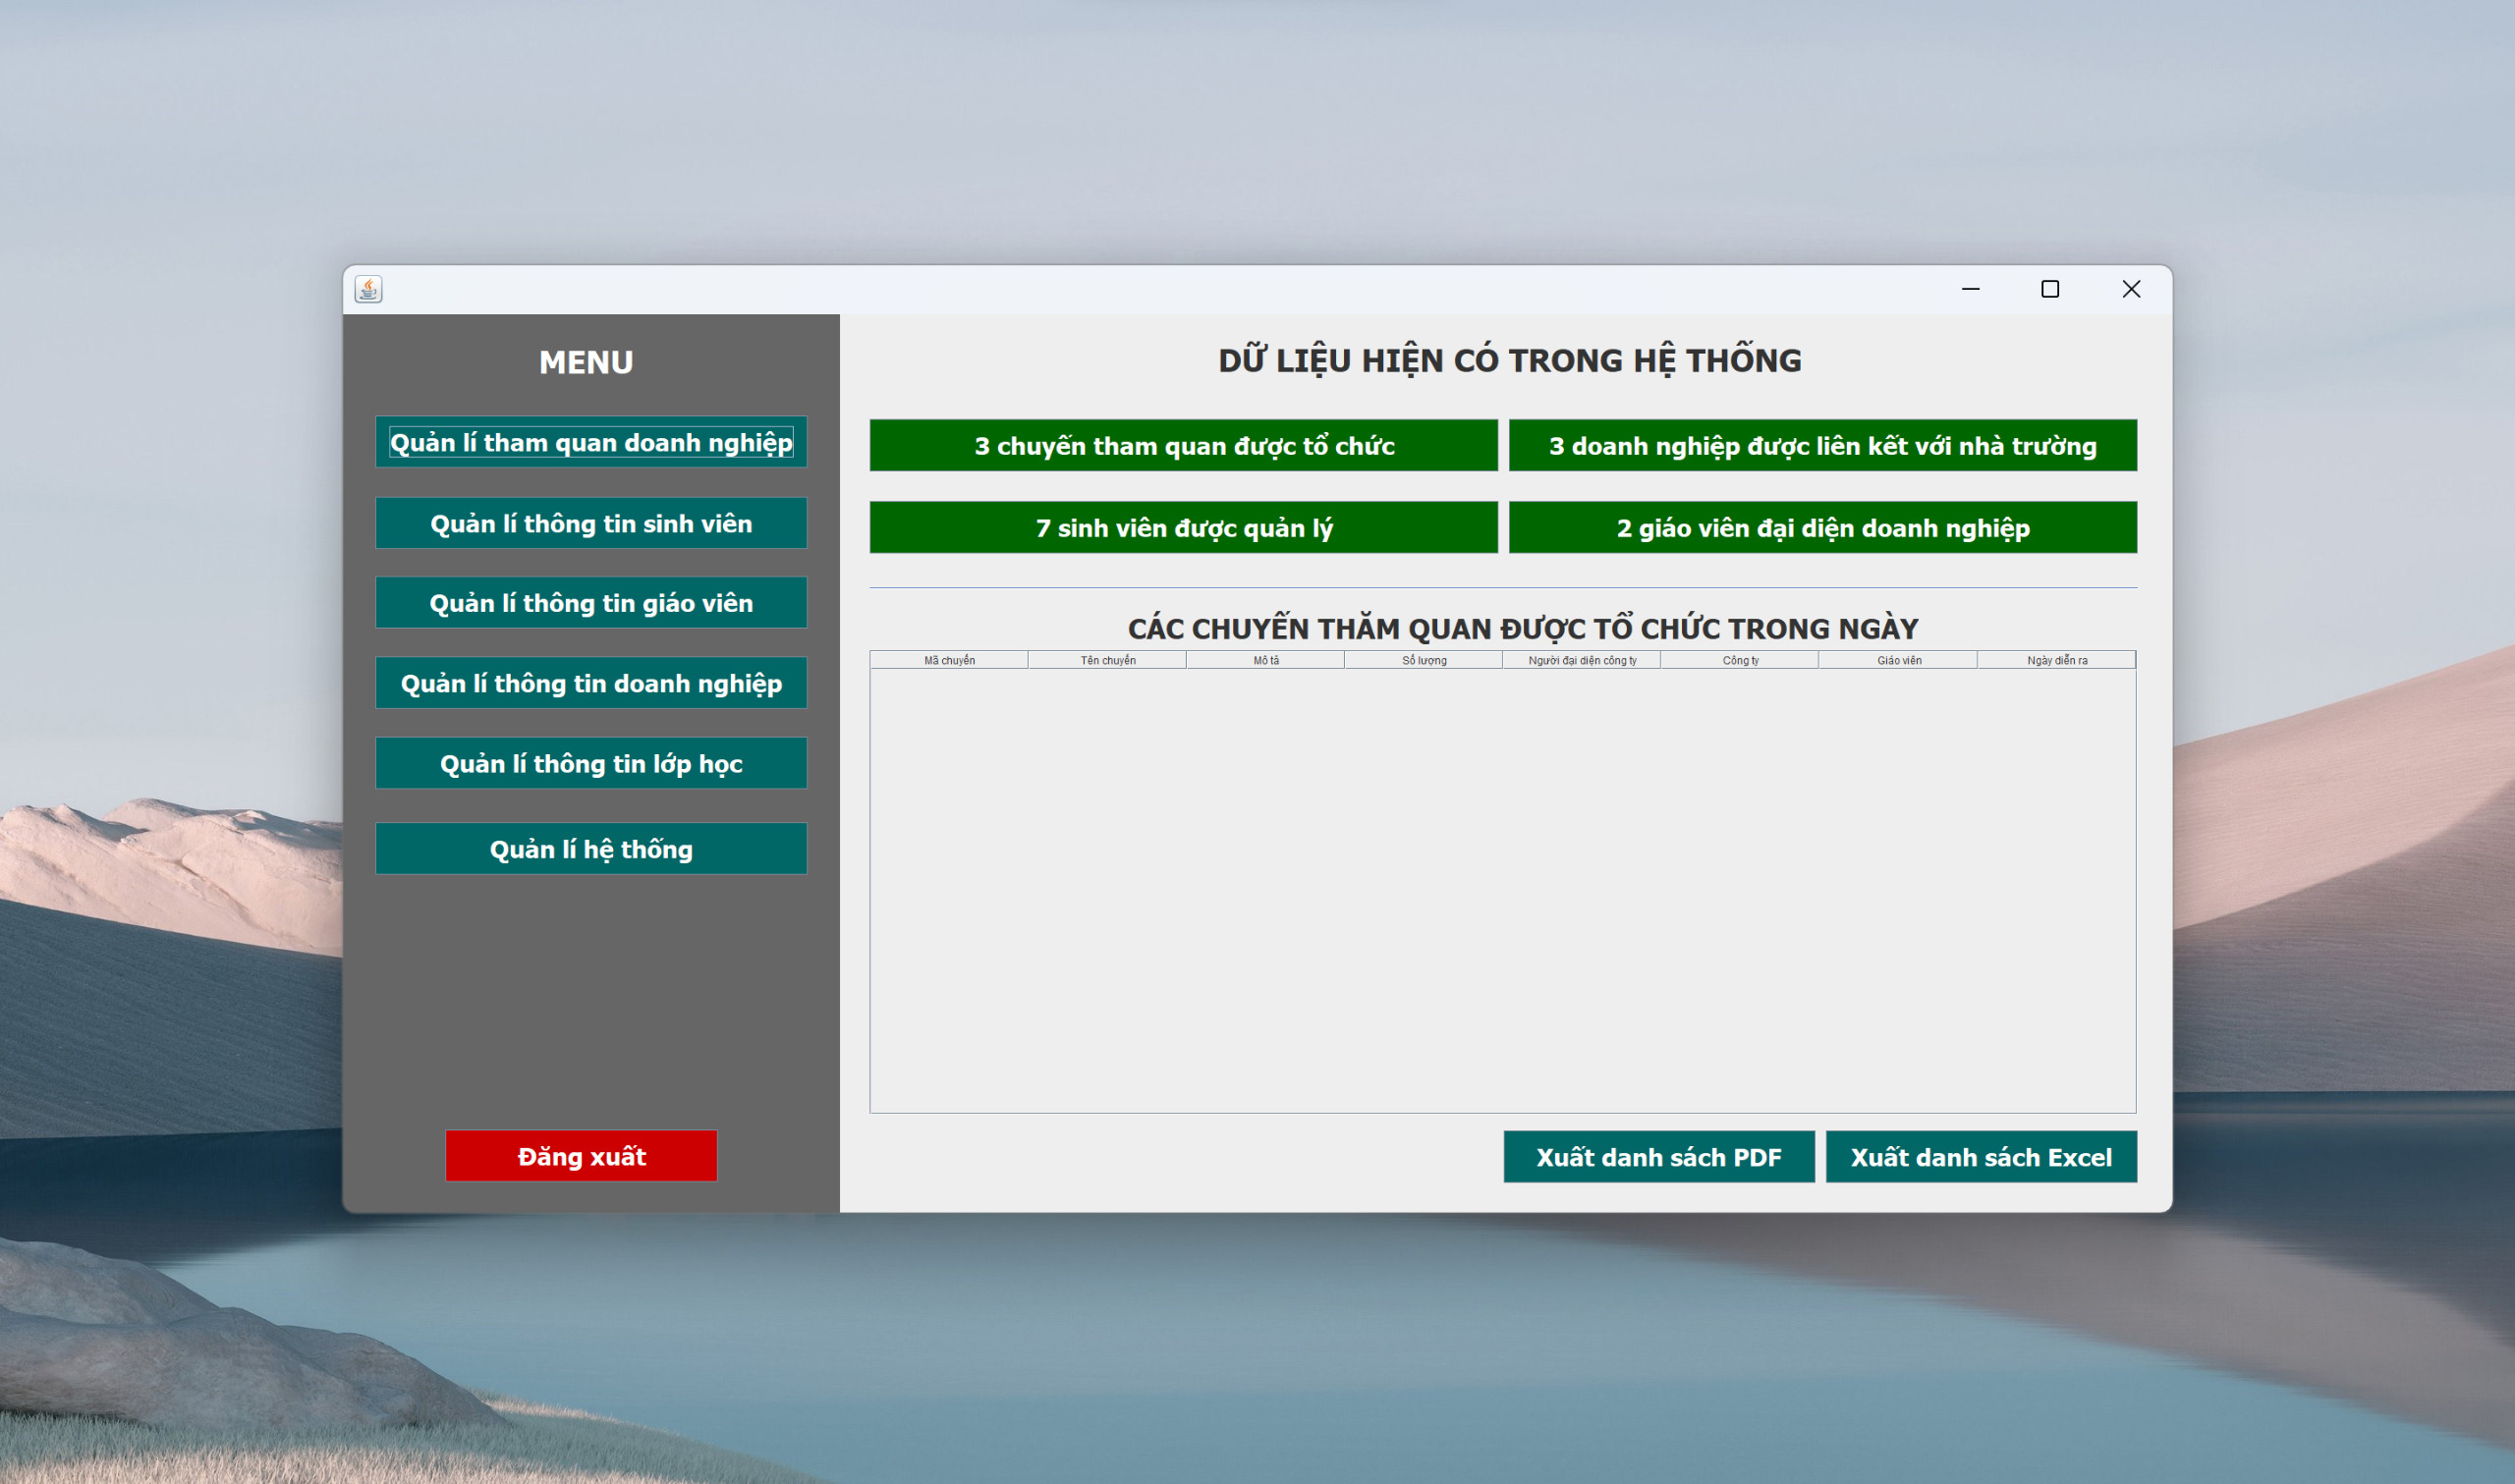 MENU
Quản lí tham quan doanh nghiệp
Quản lí thông tin sinh viên
Quản lí thông tin giáo viên
Quản lí thông tin doanh nghiệp
Quản lí thông tin lớp học
Quản lí hệ thống
Đăng xuất
DỮ LIỆU HIỆN CÓ TRONG HỆ THỐNG
3 chuyến tham quan được tổ chức
3 doanh nghiệp được liên kết với nhà trường
7 sinh viên được quản lý
2 giáo viên đại diện doanh nghiệp
CÁC CHUYẾN THĂM QUAN ĐƯỢC TỔ CHỨC TRONG NGÀY
Mã chuyến Tên chuyến Mô tả Số lượng Người đại diện công ty Công ty Giáo viên Ngày diễn ra
Xuất danh sách PDF Xuất danh sách Excel